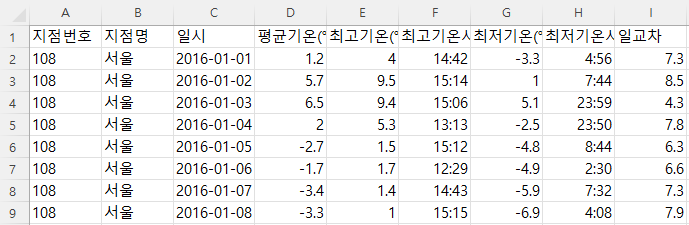 A B C D E F G H I
1 지점번호 지점명 일시 평균기온(° 최고기온(° 최고기온시 최저기온(° 최저기온시 일교차
2 108 서울 2016-01-01 1.2 4 14:42 -3.3 4:56 7.3
3 108 서울 2016-01-02 5.7 9.5 15:14 1 7:44 8.5
4 108 서울 2016-01-03 6.5 9.4 15:06 5.1 23:59 4.3
5 108 서울 2016-01-04 2 5.3 13:13 -2.5 23:50 7.8
6 108 서울 2016-01-05 -2.7 1.5 15:12 -4.8 8:44 6.3
7 108 서울 2016-01-06 -1.7 1.7 12:29 -4.9 2:30 6.6
8 108 서울 2016-01-07 -3.4 1.4 14:43 -5.9 7:32 7.3
9 108 서울 2016-01-08 -3.3 1 15:15 -6.9 4:08 7.9